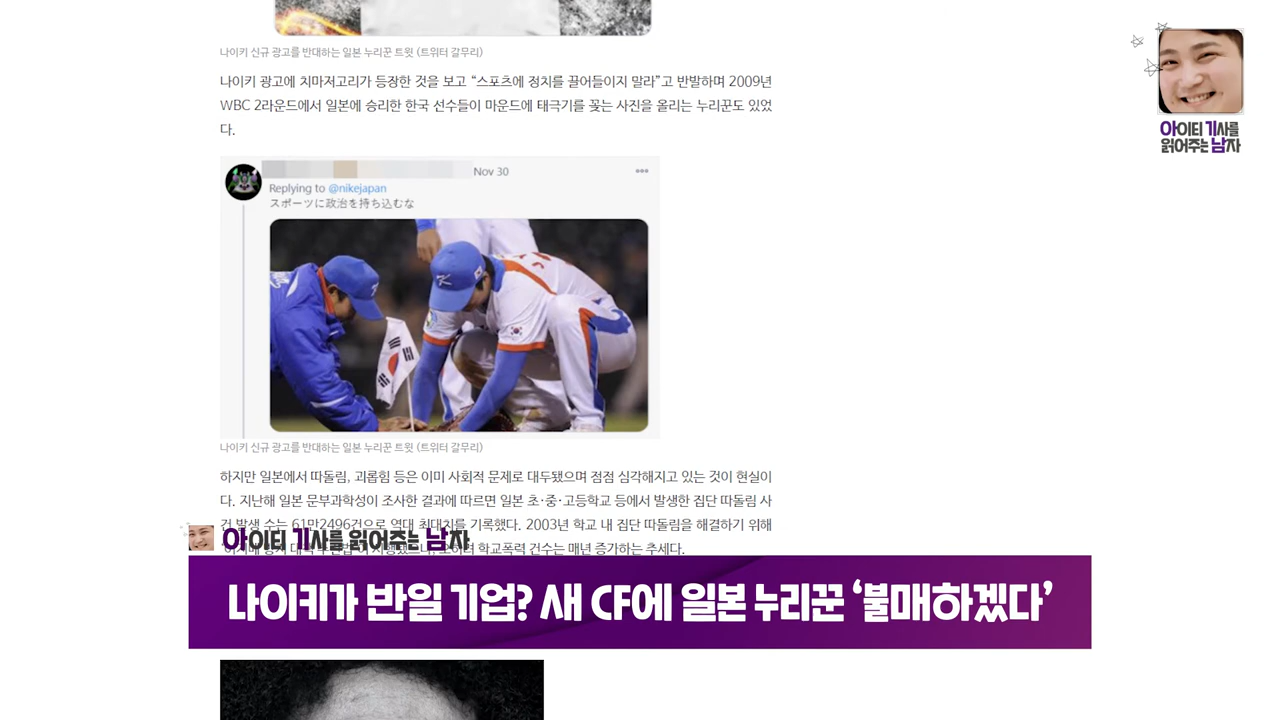 나이키 신규 광고를 반대하는 일본 누리꾼 트윗 (트위터 갈무리)
나이키 광고에 치마저고리가 등장한 것을 보고 “스포츠에 정치를 끌어들이지 말라”고 반발하며 2009년
WBC 2라운드에서 일본에 승리한 한국 선수들이 마운드에 태극기를 꽂는 사진을 올리는 누리꾼도 있었
다.
아이티 기사를
읽어주는 남자
Nov 30
Replying to @nikejapan
スポーツに政治を持ち込むな
K
나이키 신규 광고를 반대하는 일본 누리꾼 트윗 (트위터 갈무리)
하지만 일본에서 따돌림, 괴롭힘 등은 이미 사회적 문제로 대두됐으며 점점 심각해지고 있는 것이 현실이
다. 지난해 일본 문부과학성이 조사한 결과에 따르면 일본 초·중·고등학교 등에서 발생한 집단 따돌림 사
건 발생 수는 61만2496건으로 역대 최대치를 기록했다. 2003년 학교 내 집단 따돌림을 해결하기 위해
아이티 기사를 읽어주는 남자
학교폭력 건수는 매년 증가하는 추세다.
나이키가 반일 기업? 새 CF에 일본 누리꾼 ‘불매하겠다’